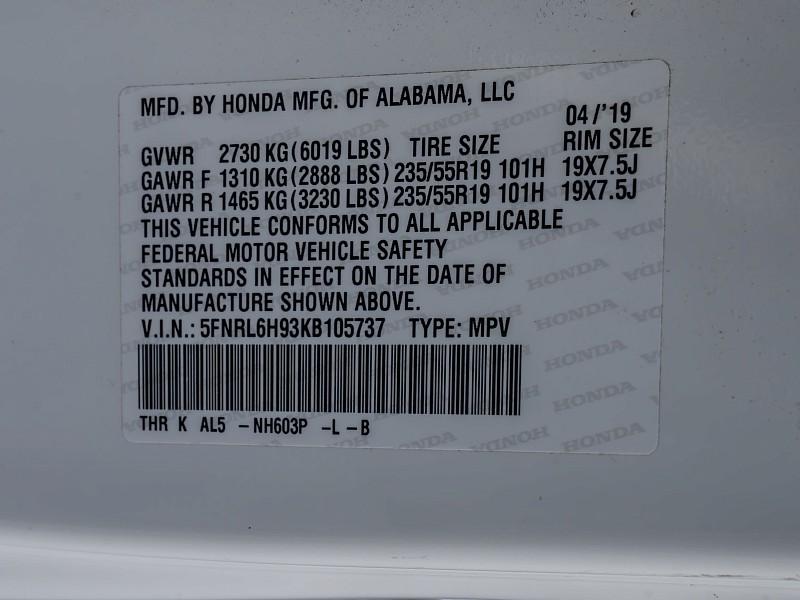 MFD. BY HONDA MFG. OF ALABAMA, LLC
04/'19
GVWR 2730 KG(6019 LBS) TIRE SIZE RIM SIZE
GAWR F 1310 KG(2888 LBS) 235/55R19 101H 19X7.5J
GAWR R 1465 KG(3230 LBS) 235/55R19 101H 19X7.5J
THIS VEHICLE CONFORMS TO ALL APPLICABLE
FEDERAL MOTOR VEHICLE SAFETY
STANDARDS IN EFFECT ON THE DATE OF
MANUFACTURE SHOWN ABOVE.
V.I.N.: 5FNRL6H93KB105737 TYPE: MPV
THR K AL5 -NH603P -L -B